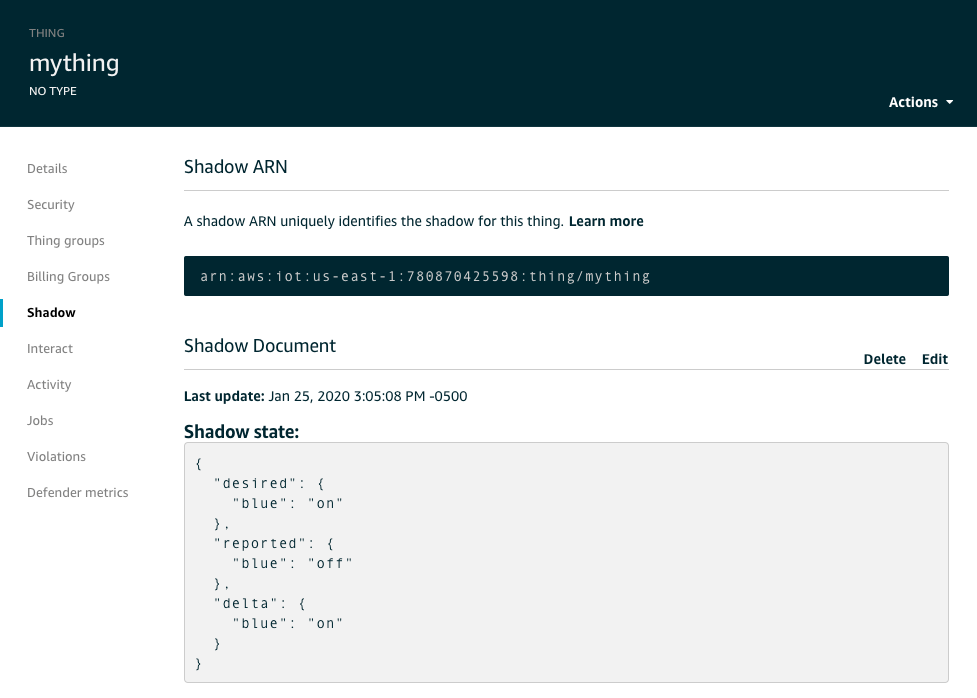 THING
mything
NO TYPE
Actions
Details
Security
Thing groups
Billing Groups
Shadow
Interact
Activity
Jobs
Violations
Defender metrics
Shadow ARN
A shadow ARN uniquely identifies the shadow for this thing. Learn more
arn:aws:iot:us-east-1:780870425598:thing/mything
Shadow Document
Delete Edit
Last update: Jan 25, 2020 3:05:08 PM -0500
Shadow state:
{
  "desired": {
    "blue": "on"
  },
  "reported": {
    "blue": "off"
  },
  "delta": {
    "blue": "on"
  }
}